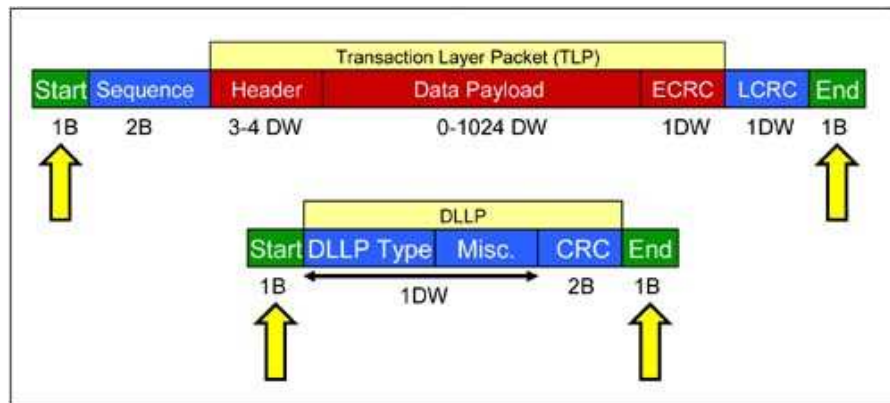 Transaction Layer Packet (TLP)
Start Sequence Header Data Payload ECRC LCRC End
1B 2B 3-4 DW 0-1024 DW 1DW 1DW 1B
DLLP
Start DLLP Type Misc. CRC End
1B 1DW 2B 1B